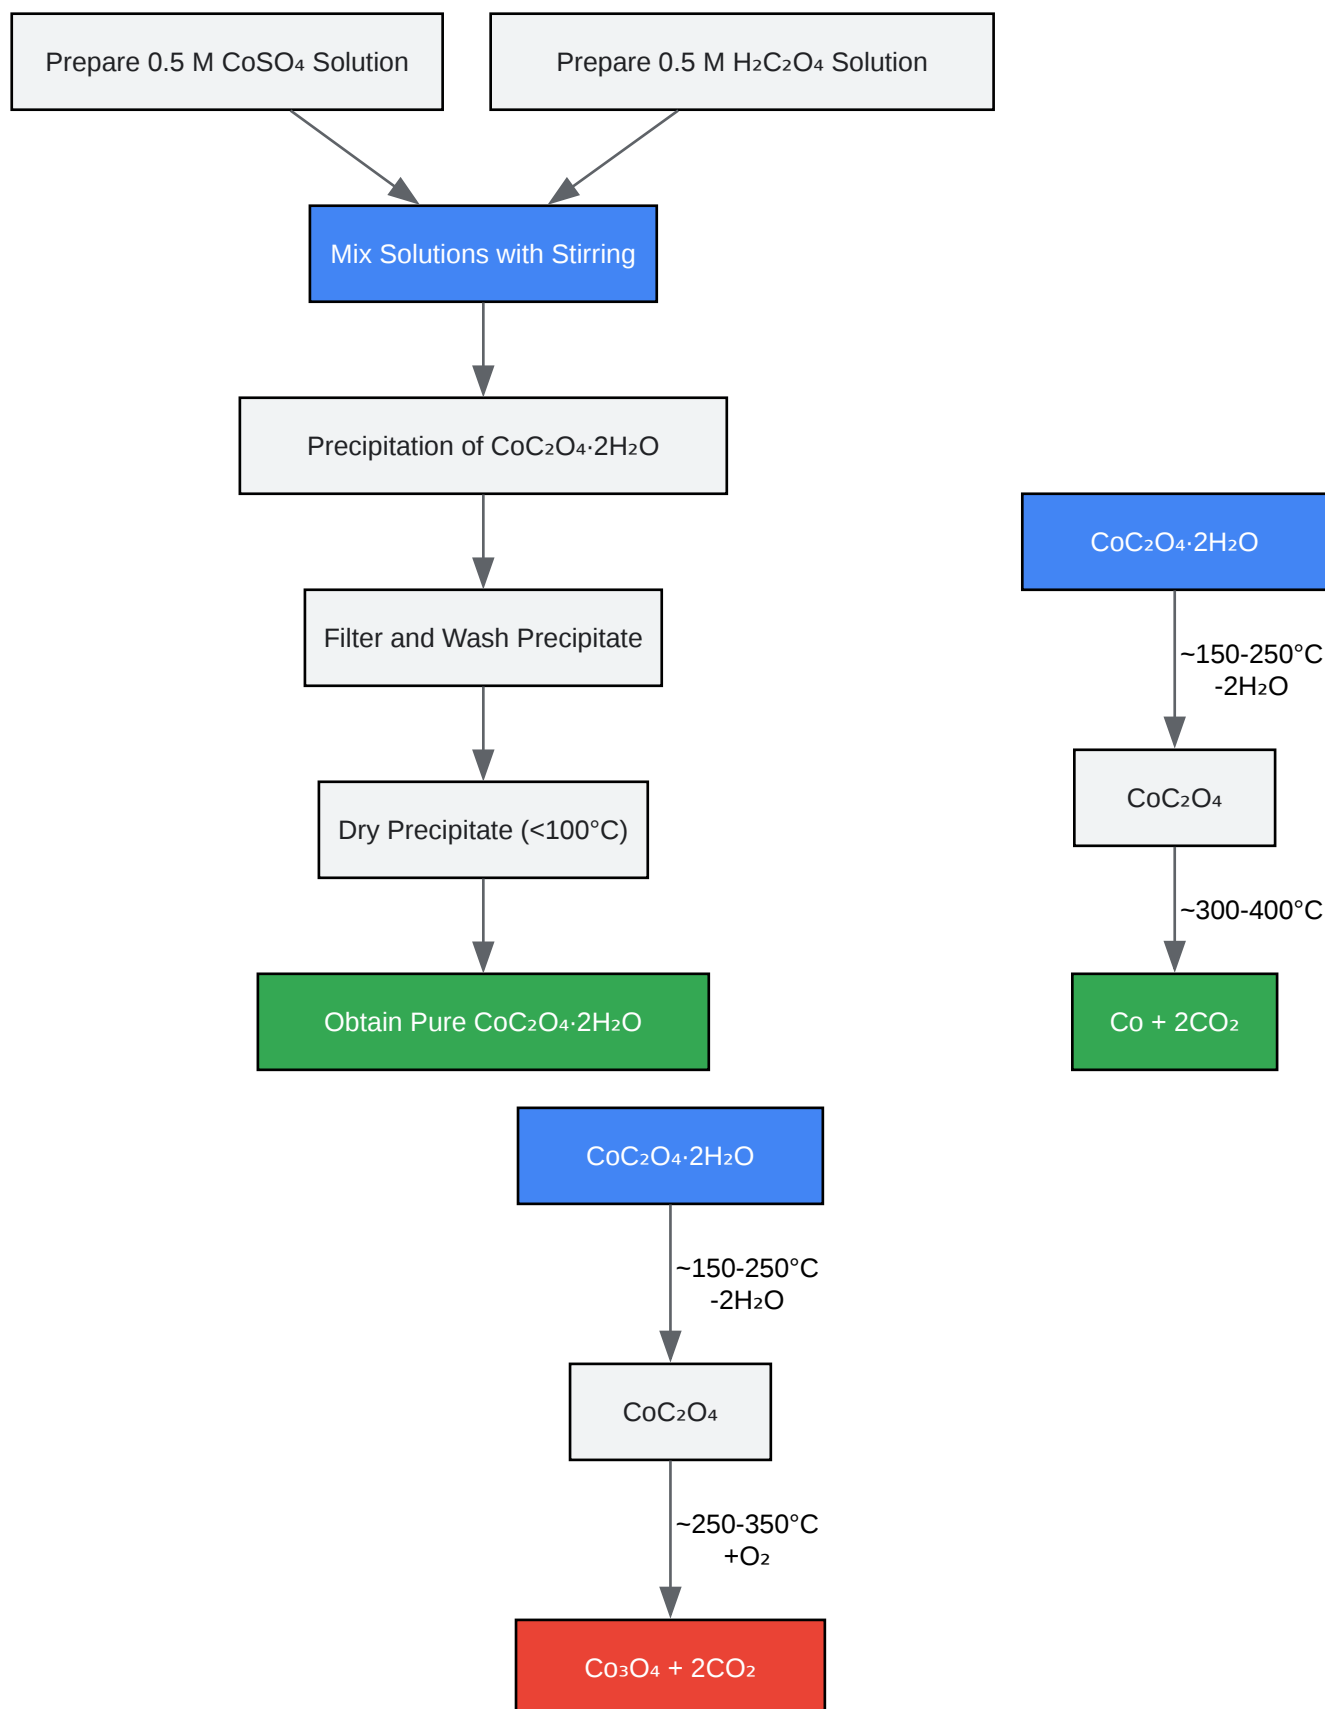 Prepare 0.5 M CoSO₄ Solution
Prepare 0.5 M H₂C₂O₄ Solution
Mix Solutions with Stirring
Precipitation of CoC₂O₄·2H₂O
Filter and Wash Precipitate
Dry Precipitate (<100°C)
Obtain Pure CoC₂O₄·2H₂O
CoC₂O₄·2H₂O
~150-250°C
-2H₂O
CoC₂O₄
~300-400°C
Co + 2CO₂
CoC₂O₄·2H₂O
~150-250°C
-2H₂O
CoC₂O₄
~250-350°C
+O₂
Co₃O₄ + 2CO₂